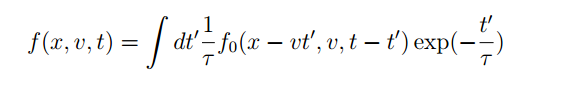 f(x, v, t) = ∫ dt′ 1/τ f₀(x − vt′, v, t − t′) exp(−t′/τ)